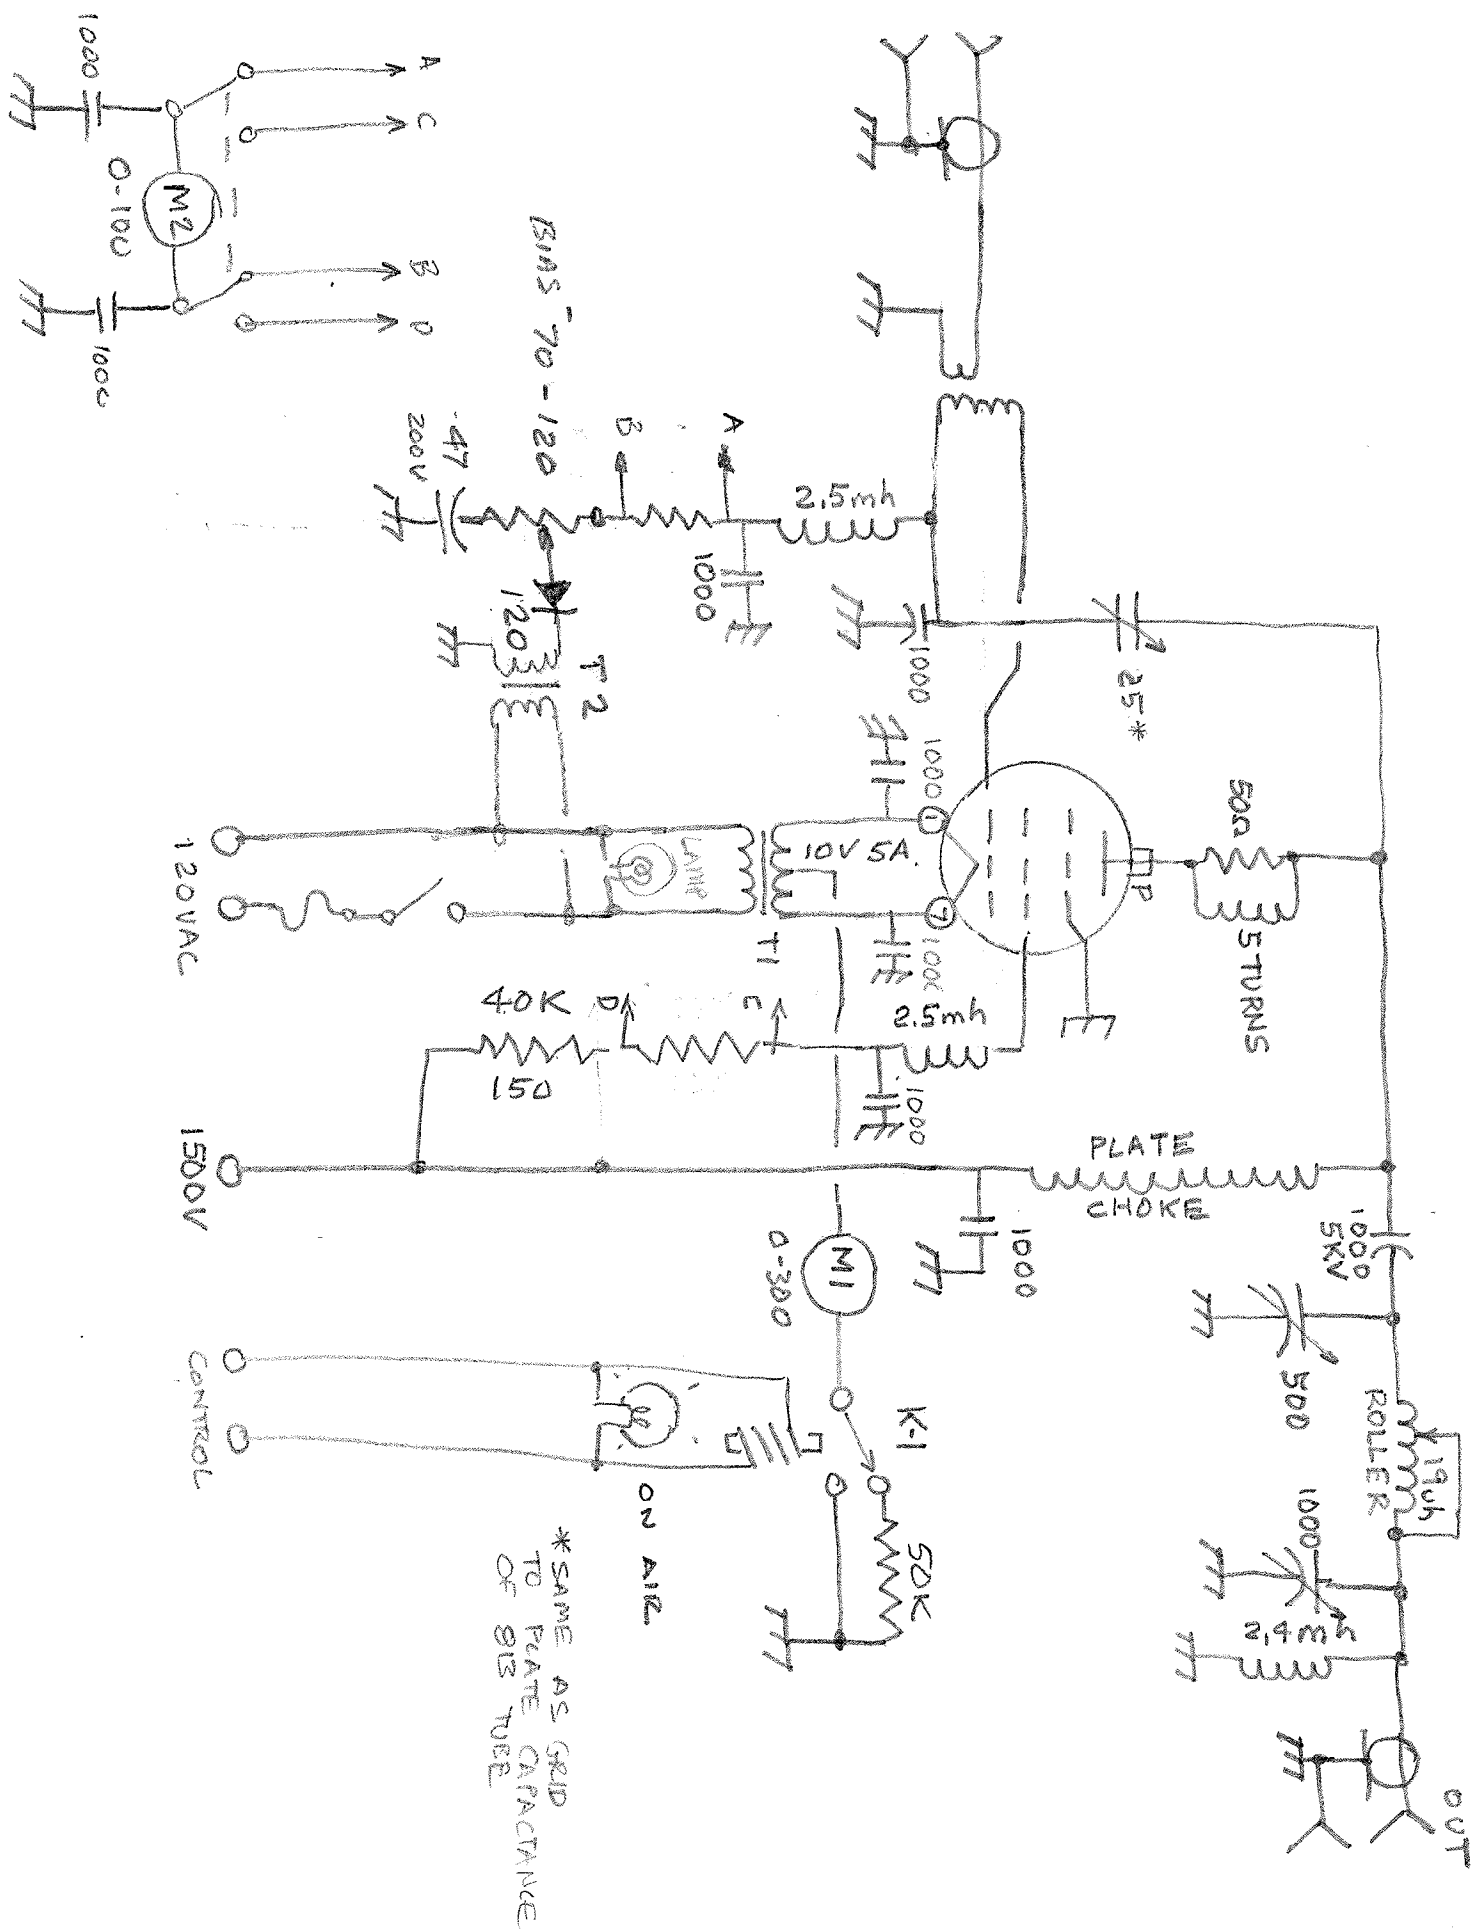 OUT
1000
5KV
ROLLER
19uh
500
1000
2,4mh
50Ω
5 TURNS
P
PLATE
CHOKE
1000
25*
1000
1000
1
7
10V 5A.
T1
LAMP
2.5mh
1000
C
D
40K
150
M1
0-300
K-1
50K
ON AIR
2.5mh
1000
A
B
BIAS -70-120
47
200V
120
T2
120VAC
1500V
CONTROL
A
C
B
D
M2
0-100
1000
*SAME AS GRID
TO PLATE CAPACTANCE
OF 813 TUBE